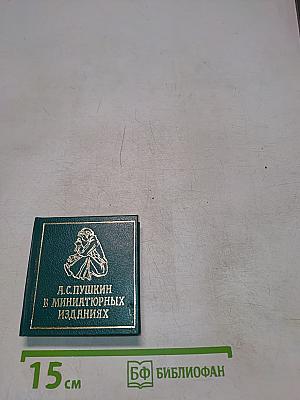 А.С.ПУШКИН
В МИНИАТЮРНЫХ
ИЗДАНИЯХ
15 см
БФ БИБЛИОФАН